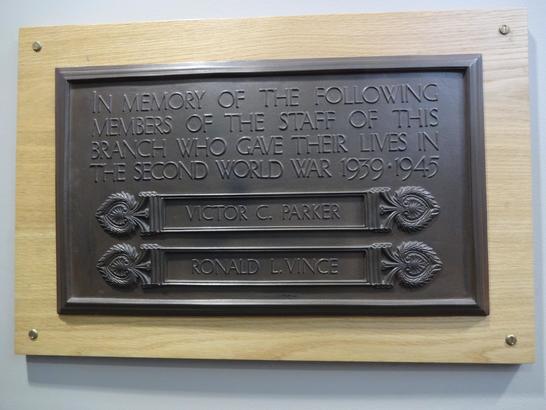 IN MEMORY OF THE FOLLOWING
MEMBERS OF THE STAFF OF THIS
BRANCH WHO GAVE THEIR LIVES IN
THE SECOND WORLD WAR 1939·1945
VICTOR C. PARKER
RONALD L. VINCE